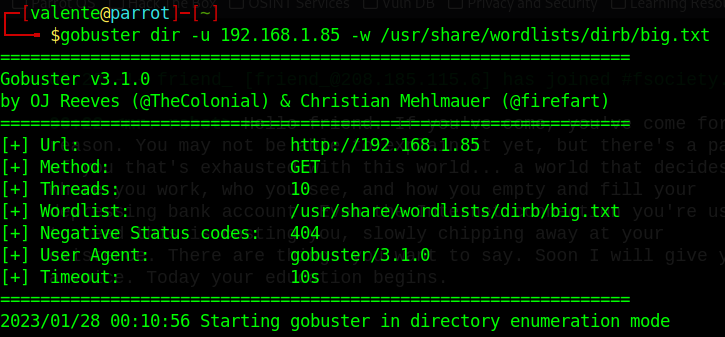 [valente@parrot]-[~]
$gobuster dir -u 192.168.1.85 -w /usr/share/wordlists/dirb/big.txt
===============================================================
Gobuster v3.1.0
by OJ Reeves (@TheColonial) & Christian Mehlmauer (@firefart)
===============================================================
[+] Url: http://192.168.1.85
[+] Method: GET
[+] Threads: 10
[+] Wordlist: /usr/share/wordlists/dirb/big.txt
[+] Negative Status codes: 404
[+] User Agent: gobuster/3.1.0
[+] Timeout: 10s
===============================================================
2023/01/28 00:10:56 Starting gobuster in directory enumeration mode